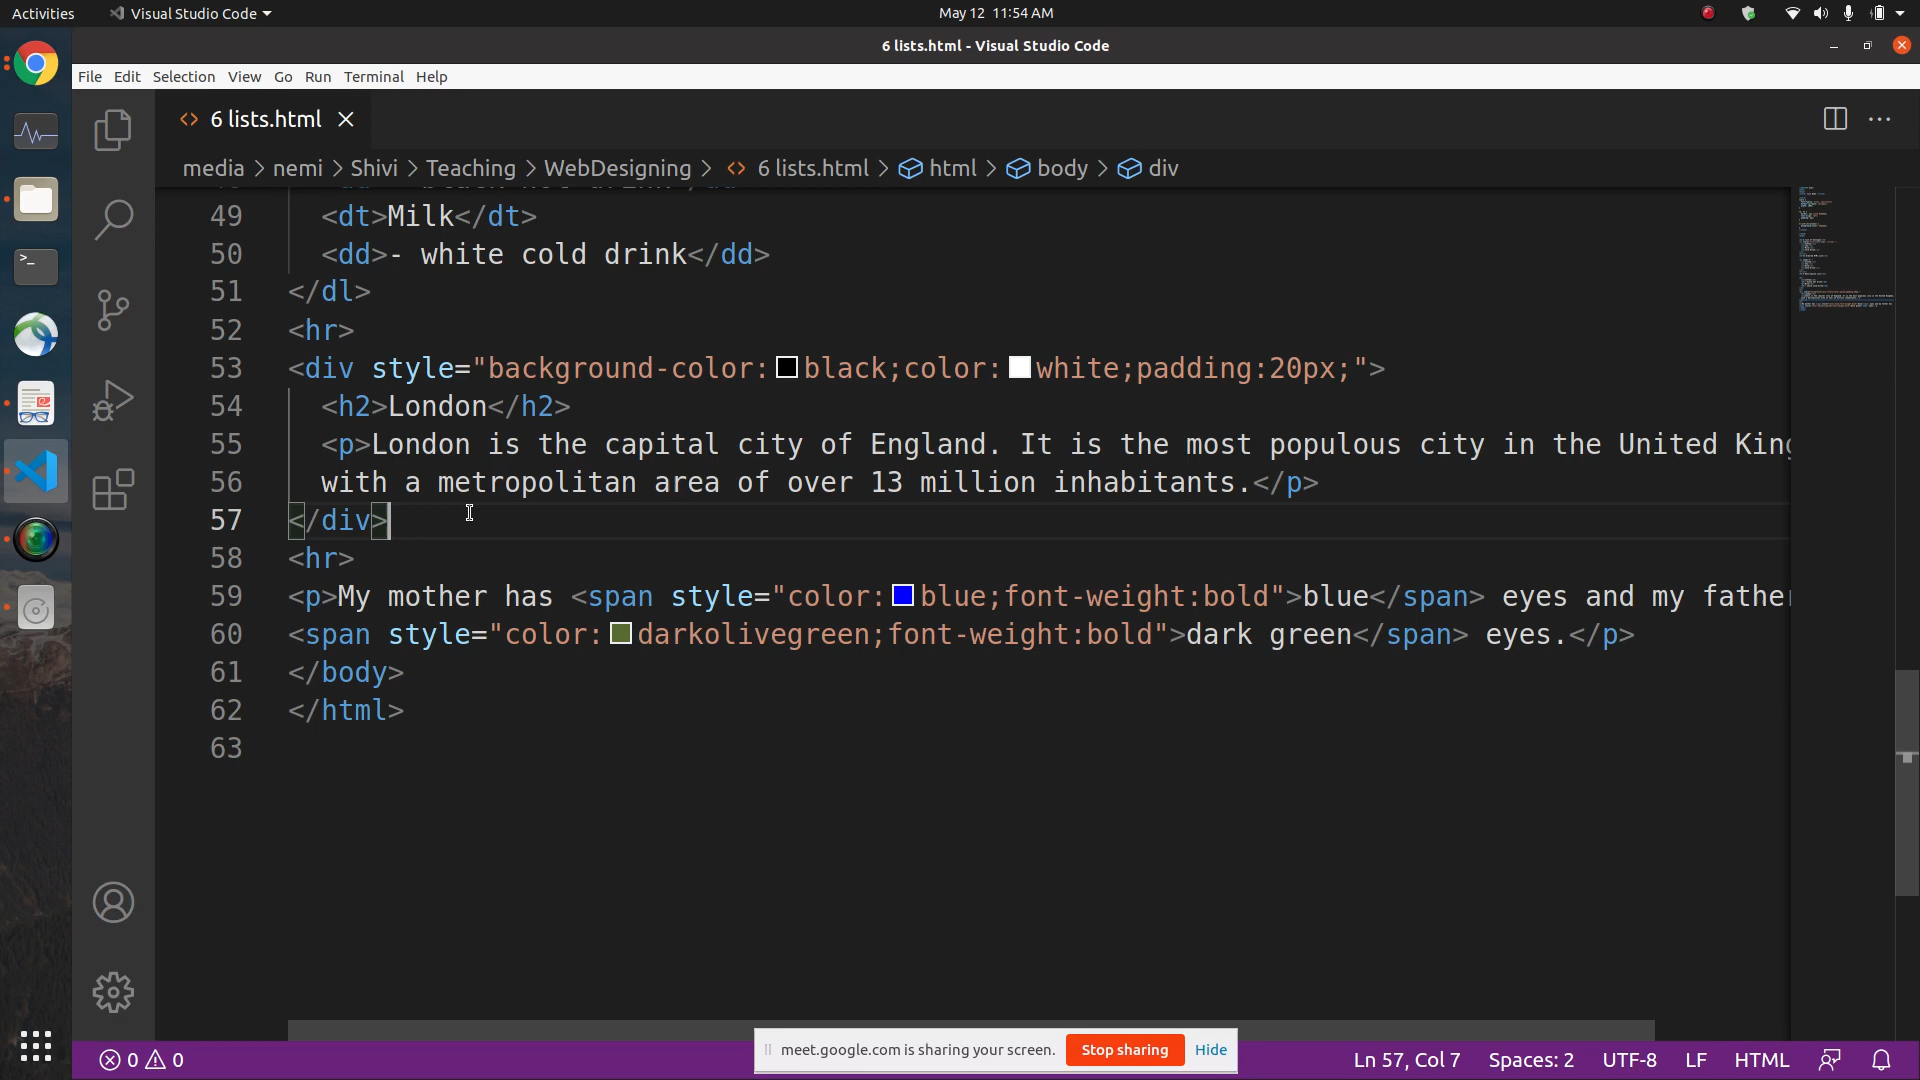 Activities Visual Studio Code May 12 11:54 AM
6 lists.html - Visual Studio Code
File Edit Selection View Go Run Terminal Help
<> 6 lists.html
media > nemi > Shivi > Teaching > WebDesigning > <> 6 lists.html > html > body > div
49 <dt>Milk</dt>
50 <dd>- white cold drink</dd>
51 </dl>
52 <hr>
53 <div style="background-color:black;color:white;padding:20px;">
54 <h2>London</h2>
55 <p>London is the capital city of England. It is the most populous city in the United King
56 with a metropolitan area of over 13 million inhabitants.</p>
57 </div>
58 <hr>
59 <p>My mother has <span style="color:blue;font-weight:bold">blue</span> eyes and my father
60 <span style="color:darkolivegreen;font-weight:bold">dark green</span> eyes.</p>
61 </body>
62 </html>
63
meet.google.com is sharing your screen. Stop sharing Hide
0 0 Ln 57, Col 7 Spaces: 2 UTF-8 LF HTML